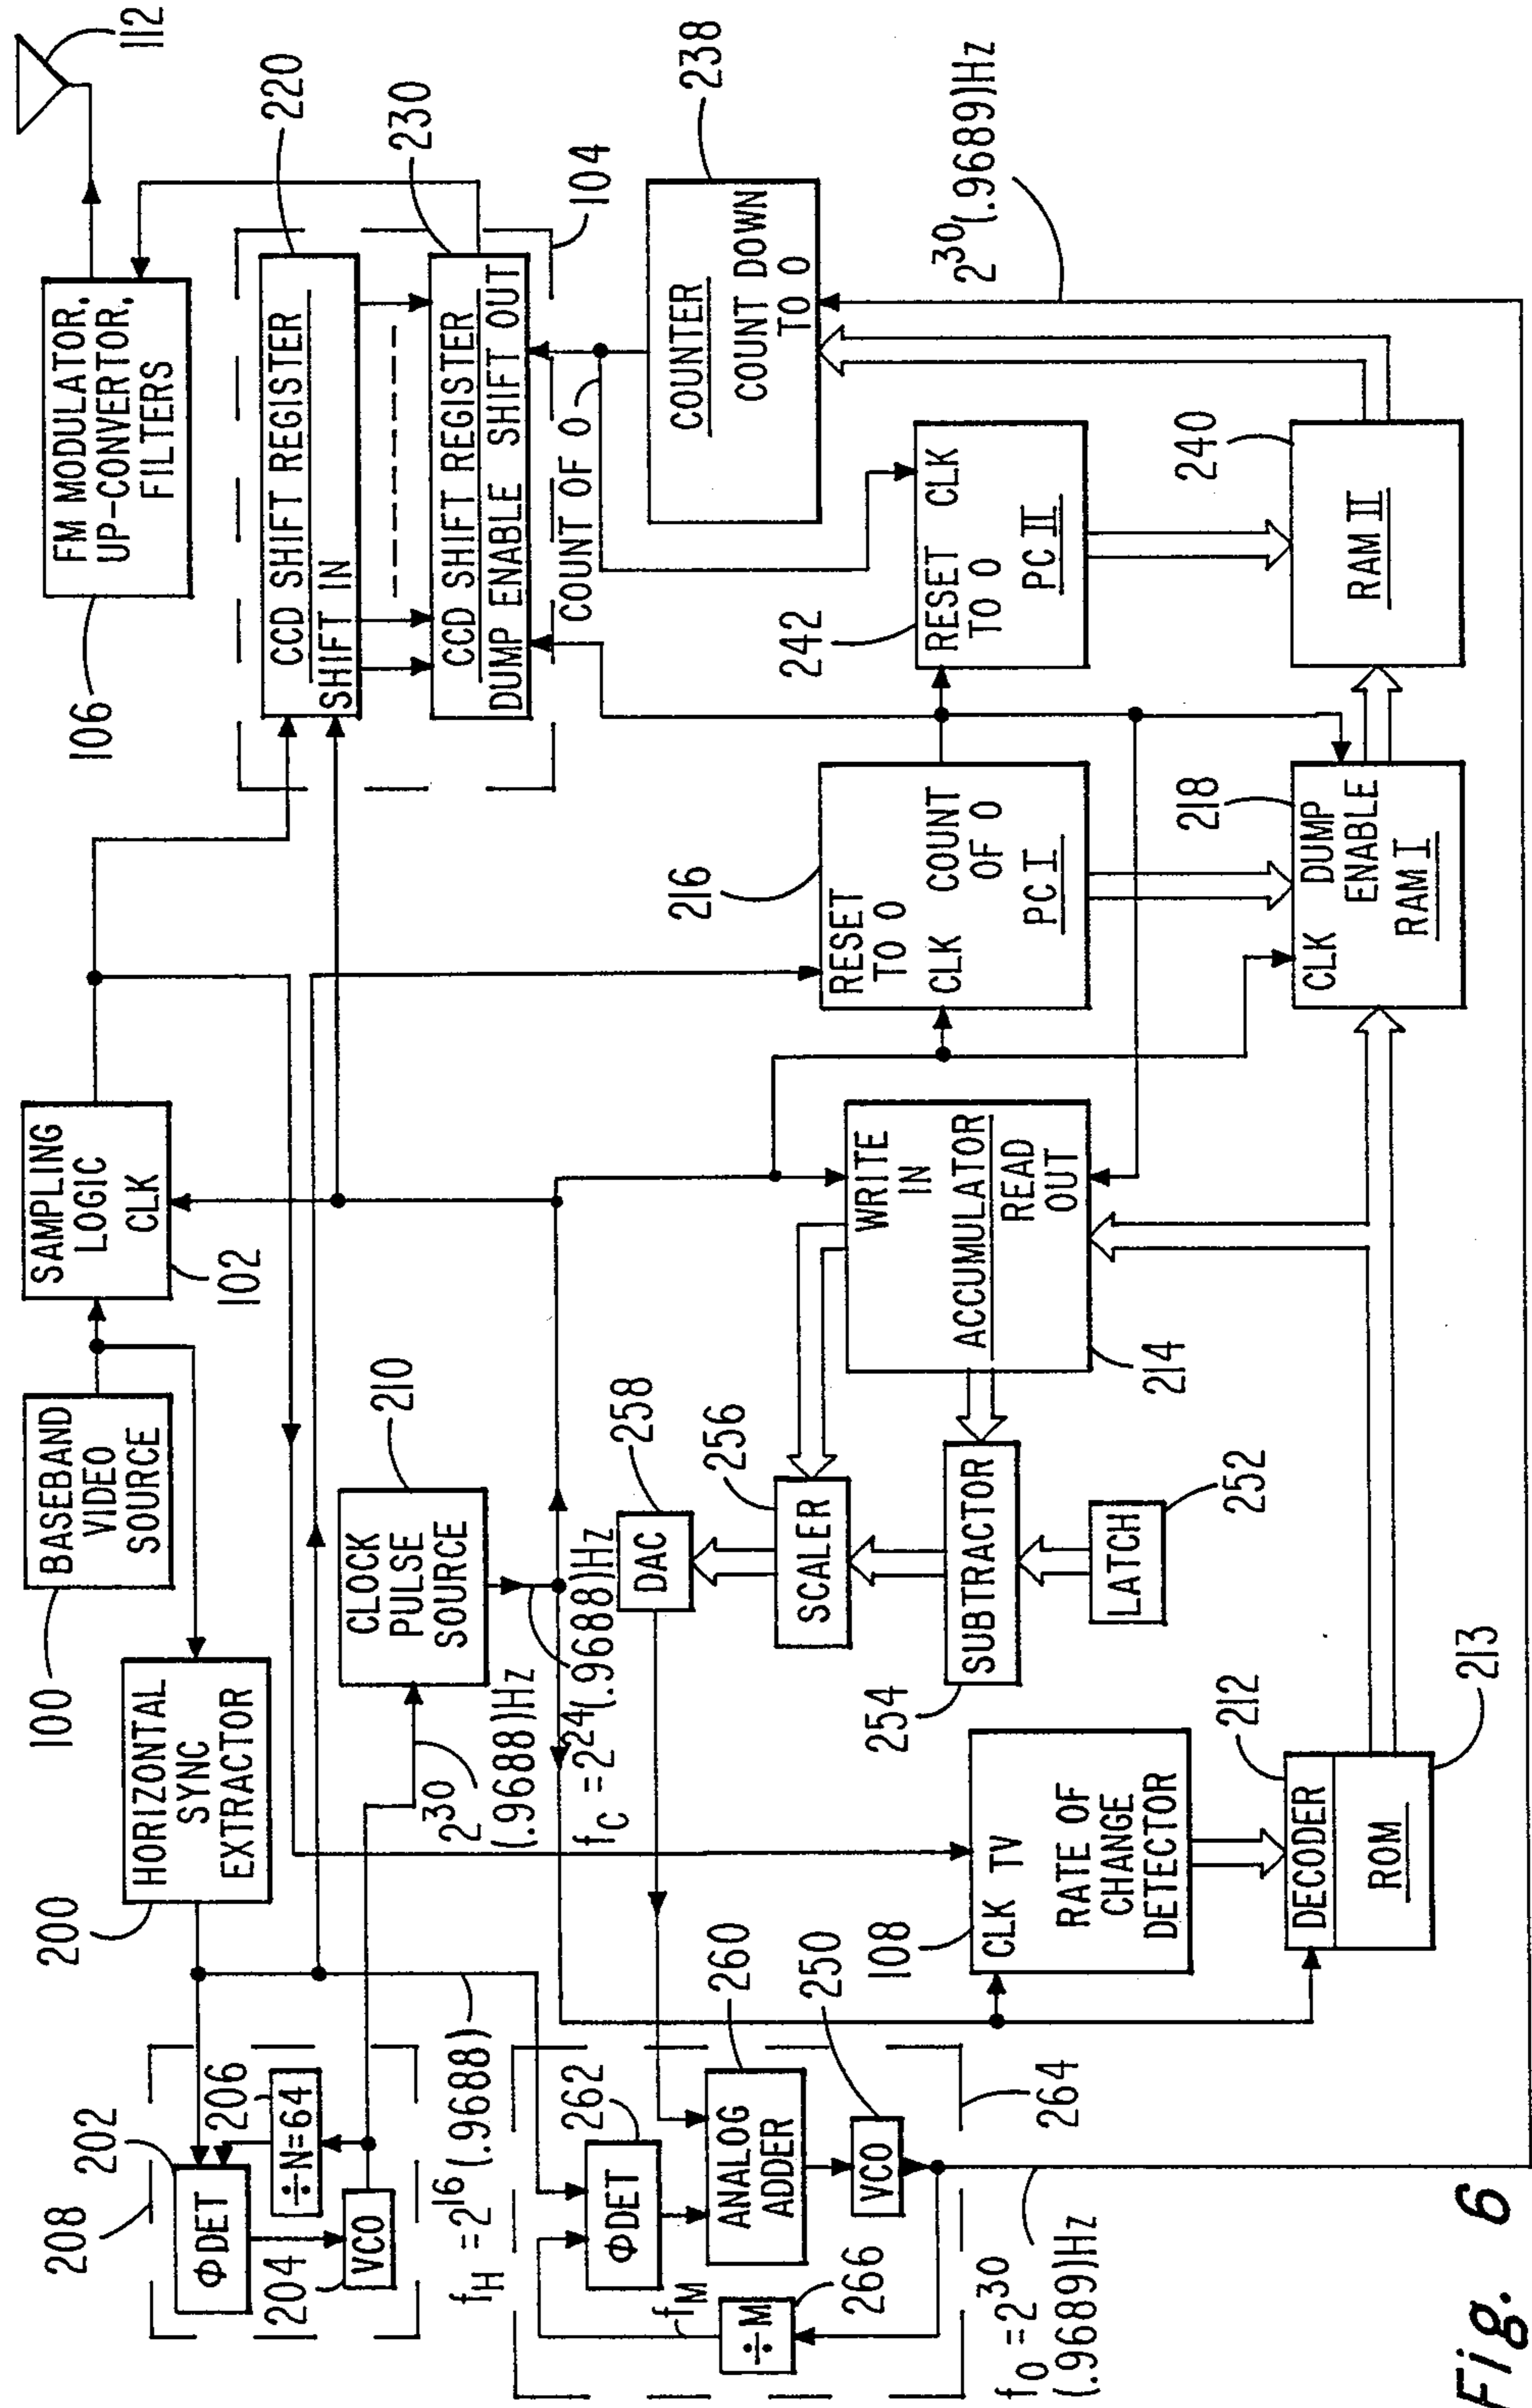 112
FM MODULATOR,
UP-CONVERTOR,
FILTERS
106
CCD SHIFT REGISTER
SHIFT IN
220
CCD SHIFT REGISTER
DUMP ENABLE SHIFT OUT
230
104
COUNT OF 0
COUNTER
COUNT DOWN
TO 0
238
2^30(.9689)Hz
BASEBAND
VIDEO
SOURCE
100
SAMPLING
LOGIC
CLK
102
HORIZONTAL
SYNC
EXTRACTOR
200
208
ΦDET
202
÷N=64
206
VCO
204
f_H = 2^16(.9688)
CLOCK
PULSE
SOURCE
210
2^30
(.9688)Hz
f_C = 2^24(.9688)Hz
RESET
TO 0
CLK COUNT
OF 0
PC I
216
RESET CLK
TO 0
PC II
242
CLK DUMP
ENABLE
RAM I
218
RAM II
240
WRITE
IN
ACCUMULATOR
READ
OUT
214
DAC
258
SCALER
256
SUBTRACTOR
254
LATCH
252
CLK TV
RATE OF
CHANGE
DETECTOR
108
DECODER
212
ROM
213
ΦDET
262
ANALOG
ADDER
260
VCO
250
264
÷M
266
f_M
f_0 = 2^30
(.9689)Hz
Fig. 6